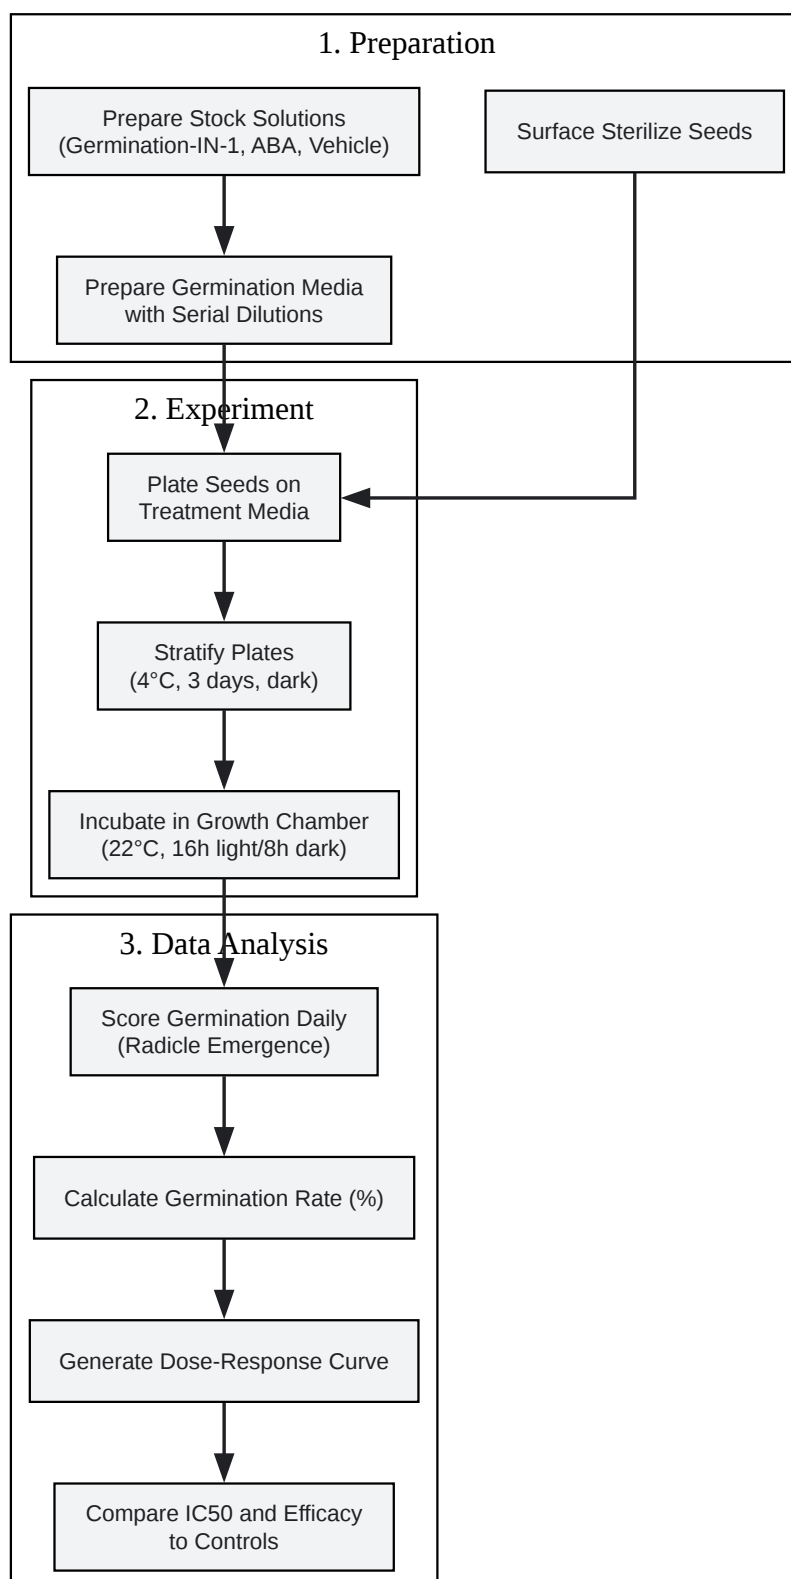 1. Preparation
Prepare Stock Solutions
(Germination-IN-1, ABA, Vehicle)
Surface Sterilize Seeds
Prepare Germination Media
with Serial Dilutions
2. Experiment
Plate Seeds on
Treatment Media
Stratify Plates
(4°C, 3 days, dark)
Incubate in Growth Chamber
(22°C, 16h light/8h dark)
3. Data Analysis
Score Germination Daily
(Radicle Emergence)
Calculate Germination Rate (%)
Generate Dose-Response Curve
Compare IC50 and Efficacy
to Controls